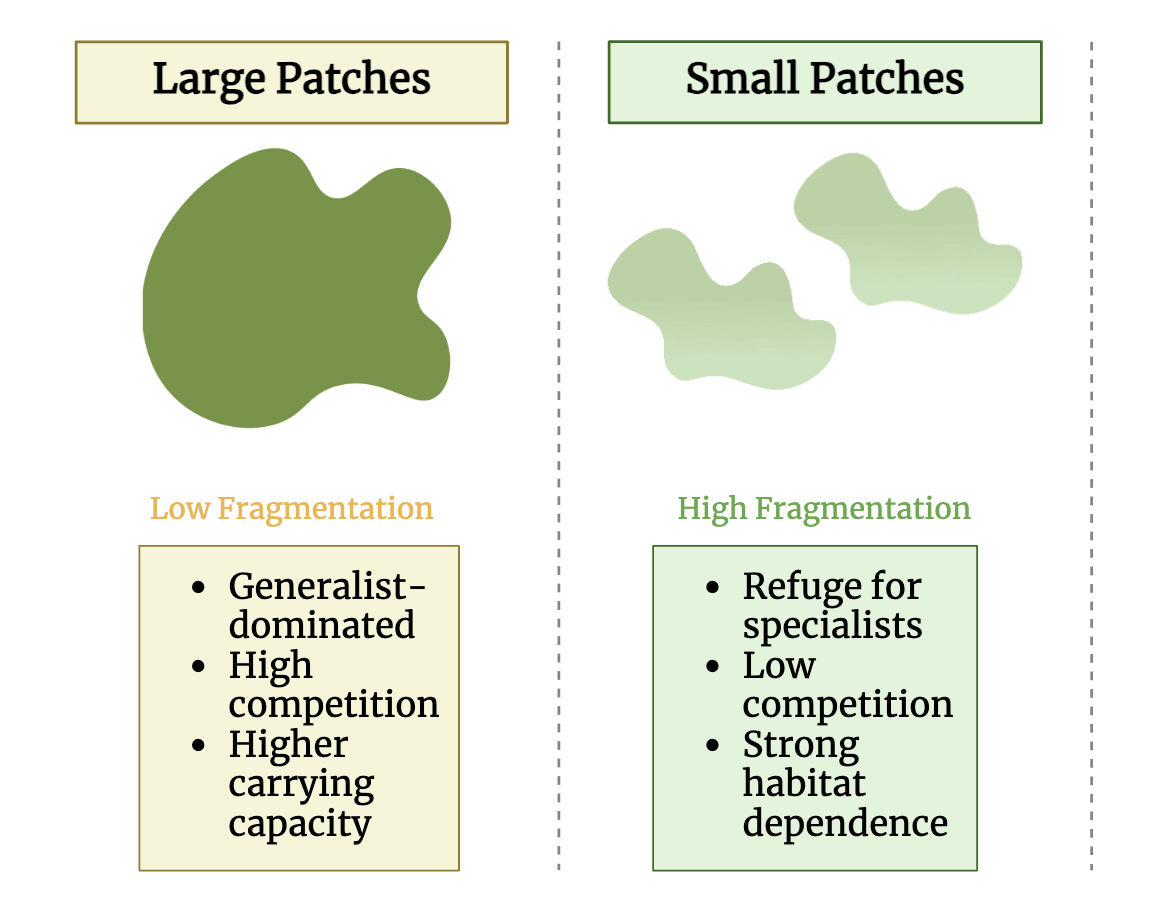 Large Patches
Small Patches
Low Fragmentation
• Generalist-
dominated
• High
competition
• Higher
carrying
capacity
High Fragmentation
• Refuge for
specialists
• Low
competition
• Strong
habitat
dependence